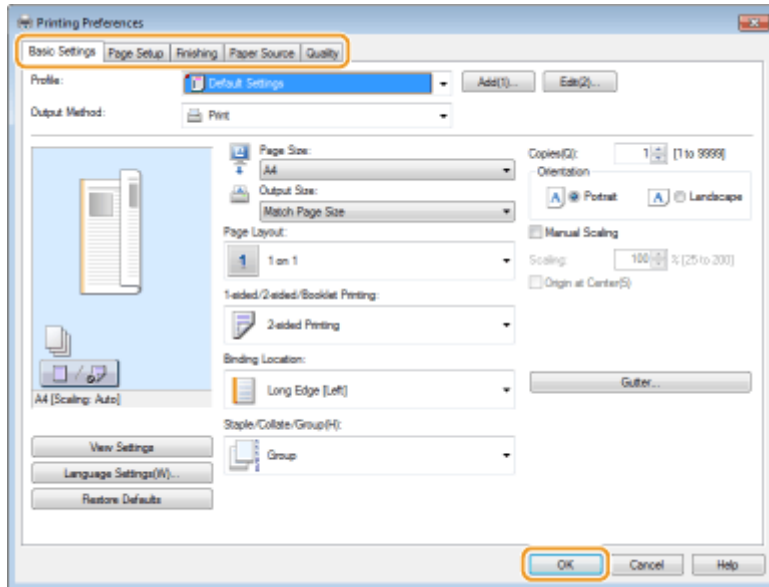 Printing Preferences
Basic Settings Page Setup Finishing Paper Source Quality
Profile: Default Settings Add(1)... Edit(2)...
Output Method: Print
Page Size: Copies(Q): 1 [1 to 9999]
A4 Orientation
Output Size: A Portrait A Landscape
Match Page Size
Page Layout: Manual Scaling
1 1 on 1 Scaling: 100 % [25 to 200]
Origin at Center(5)
1-sided/2-sided/Booklet Printing:
2-sided Printing
Binding Location:
Long Edge [Left] Gutter...
A4 [Scaling: Auto]
Staple/Collate/Group(H):
View Settings Group
Language Settings(W)...
Restore Defaults
OK Cancel Help